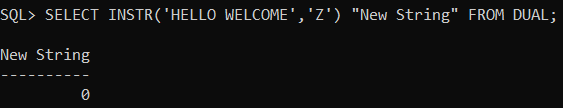 SQL> SELECT INSTR('HELLO WELCOME','Z') "New String" FROM DUAL;
New String
----------
0